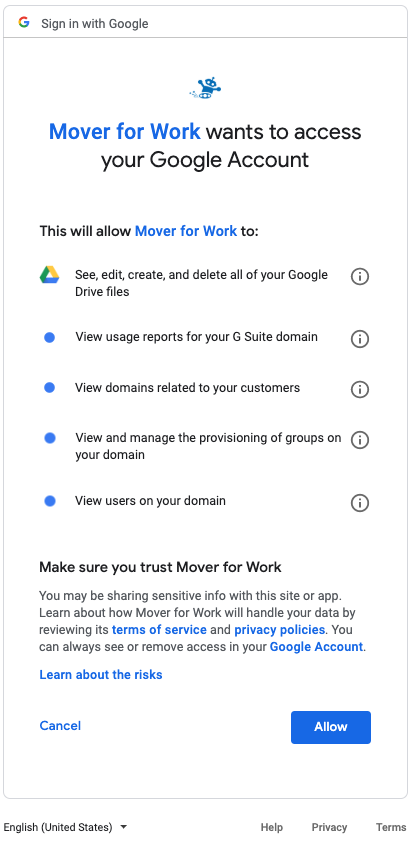 Sign in with Google
Mover for Work wants to access
your Google Account
This will allow Mover for Work to:
See, edit, create, and delete all of your Google
Drive files
View usage reports for your G Suite domain
View domains related to your customers
View and manage the provisioning of groups on
your domain
View users on your domain
Make sure you trust Mover for Work
You may be sharing sensitive info with this site or app.
Learn about how Mover for Work will handle your data by
reviewing its terms of service and privacy policies. You
can always see or remove access in your Google Account.
Learn about the risks
Cancel
Allow
English (United States)
Help
Privacy
Terms